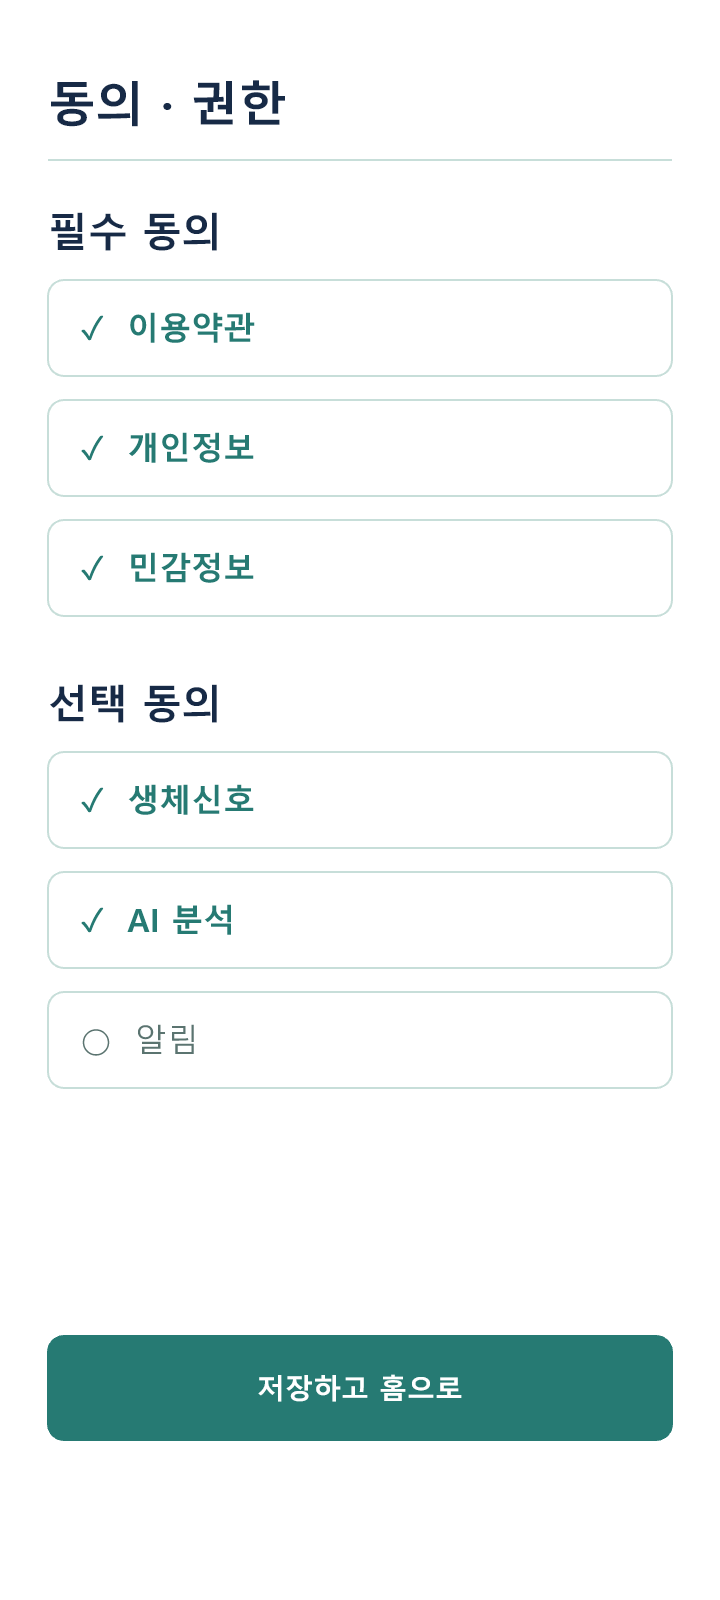 동의 · 권한
필수 동의
✓ 이용약관
✓ 개인정보
✓ 민감정보
선택 동의
✓ 생체신호
✓ AI 분석
○ 알림
저장하고 홈으로